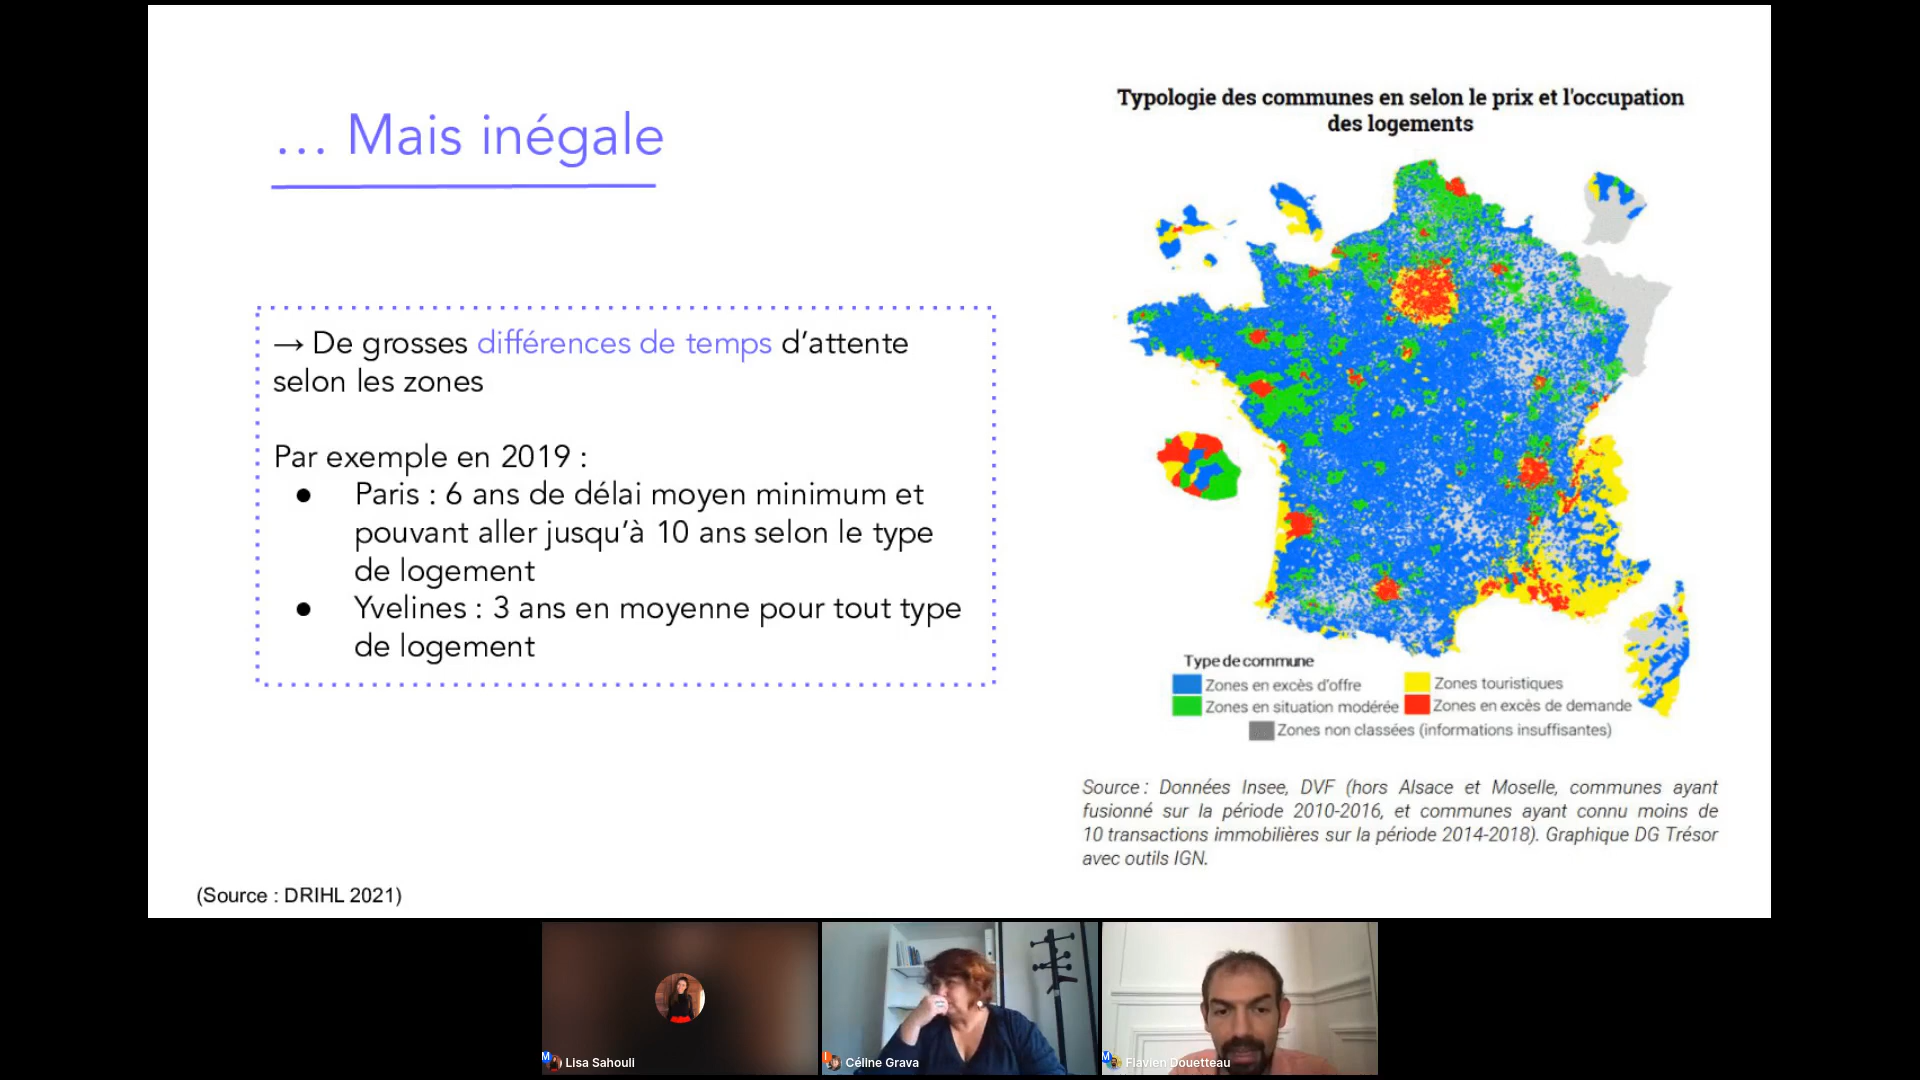 … Mais inégale
→ De grosses différences de temps d’attente
selon les zones
Par exemple en 2019 :
● Paris : 6 ans de délai moyen minimum et
pouvant aller jusqu’à 10 ans selon le type
de logement
● Yvelines : 3 ans en moyenne pour tout type
de logement
(Source : DRIHL 2021)
Typologie des communes en selon le prix et l'occupation
des logements
Type de commune
Zones en excès d'offre
Zones touristiques
Zones en situation modérée
Zones en excès de demande
Zones non classées (informations insuffisantes)
Source : Données Insee, DVF (hors Alsace et Moselle, communes ayant
fusionné sur la période 2010-2016, et communes ayant connu moins de
10 transactions immobilières sur la période 2014-2018). Graphique DG Trésor
avec outils IGN.
M Lisa Sahouli
Céline Grava
M Flavien Douetteau